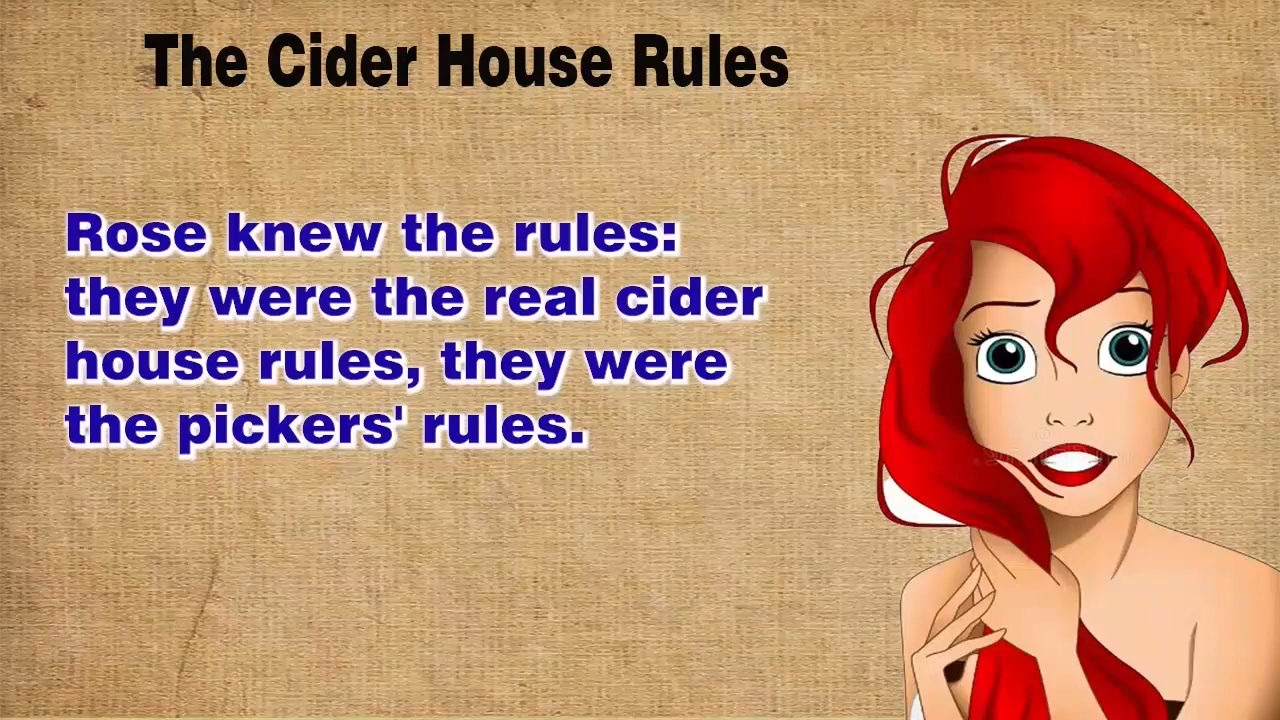 The Cider House Rules
Rose knew the rules:
they were the real cider
house rules, they were
the pickers' rules.